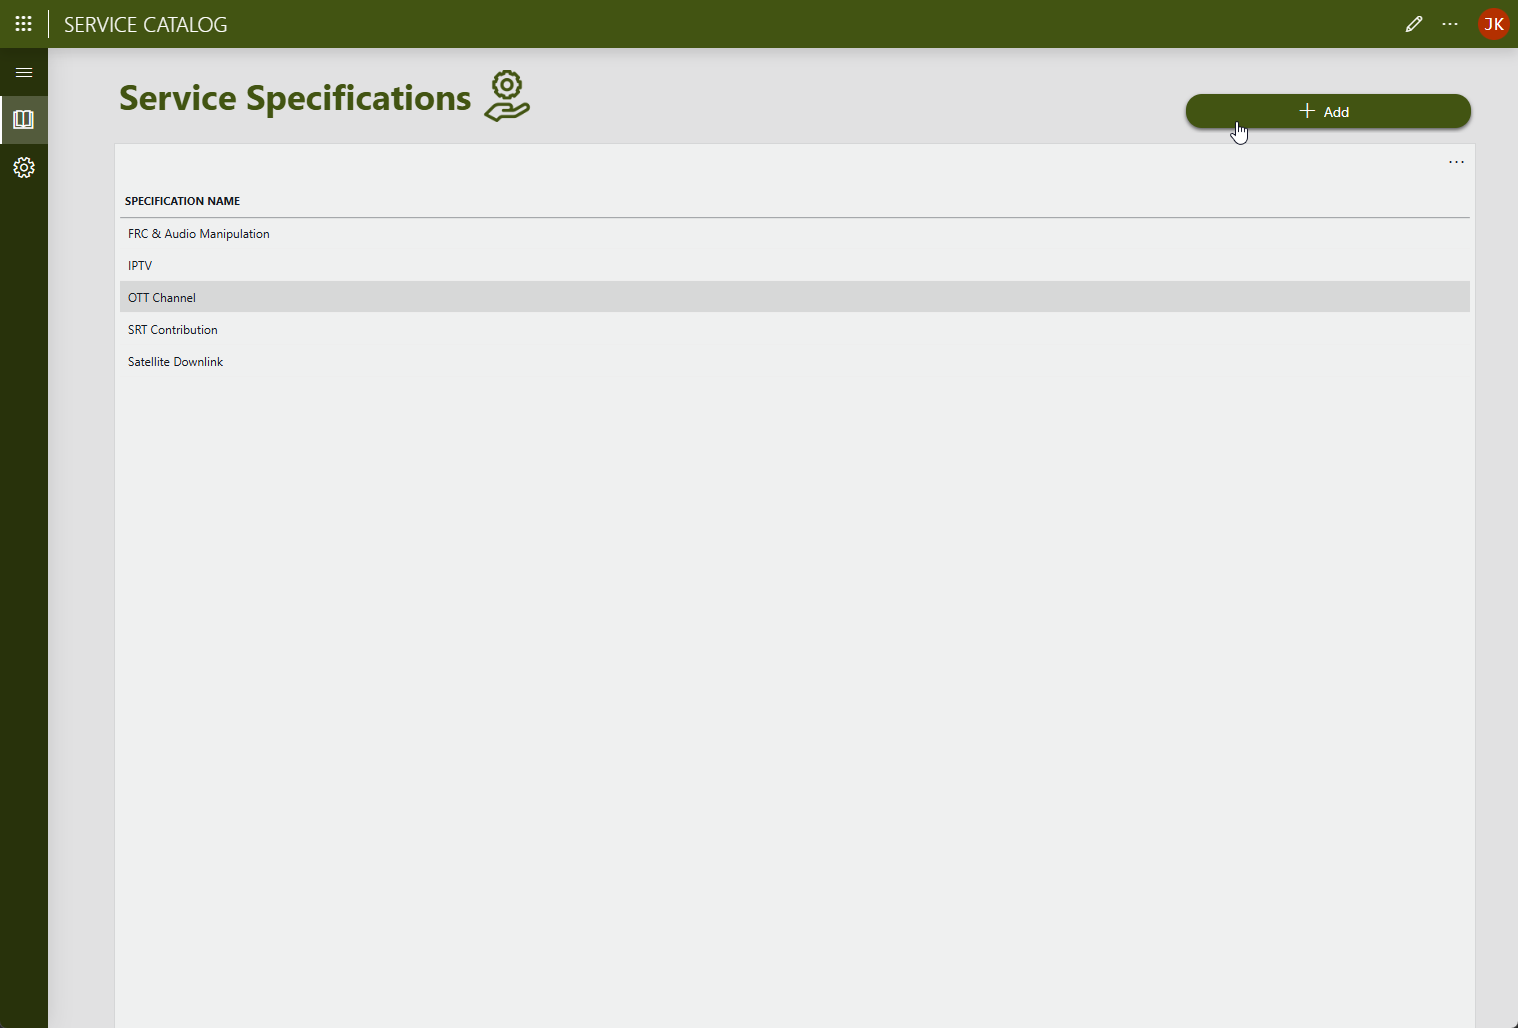 SERVICE CATALOG
JK
Service Specifications
Add
SPECIFICATION NAME
FRC & Audio Manipulation
IPTV
OTT Channel
SRT Contribution
Satellite Downlink